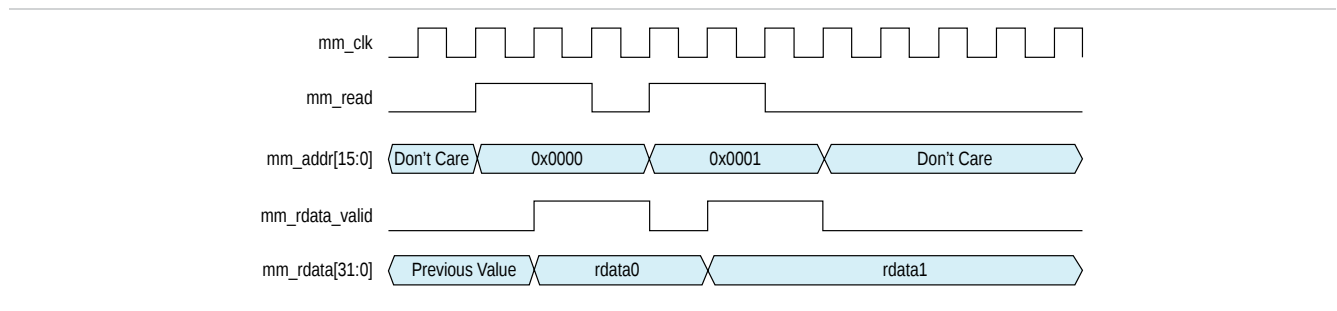 mm_clk
mm_read
mm_addr[15:0] Don't Care 0x0000 0x0001 Don't Care
mm_rdata_valid
mm_rdata[31:0] Previous Value rdata0 rdata1